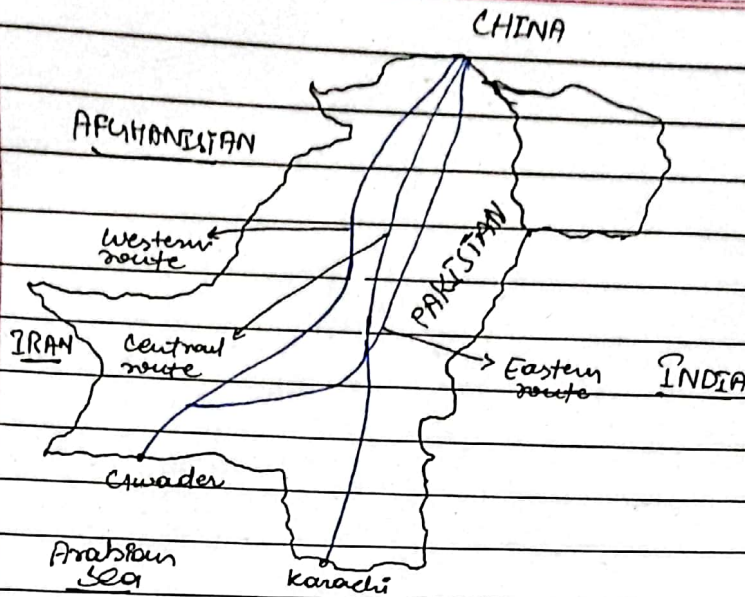 CHINA
AFGHANISTAN
Western
route
PAKISTAN
IRAN
Central
route
Eastern
route
INDIA
Gwader
Arabian
Sea
Karachi